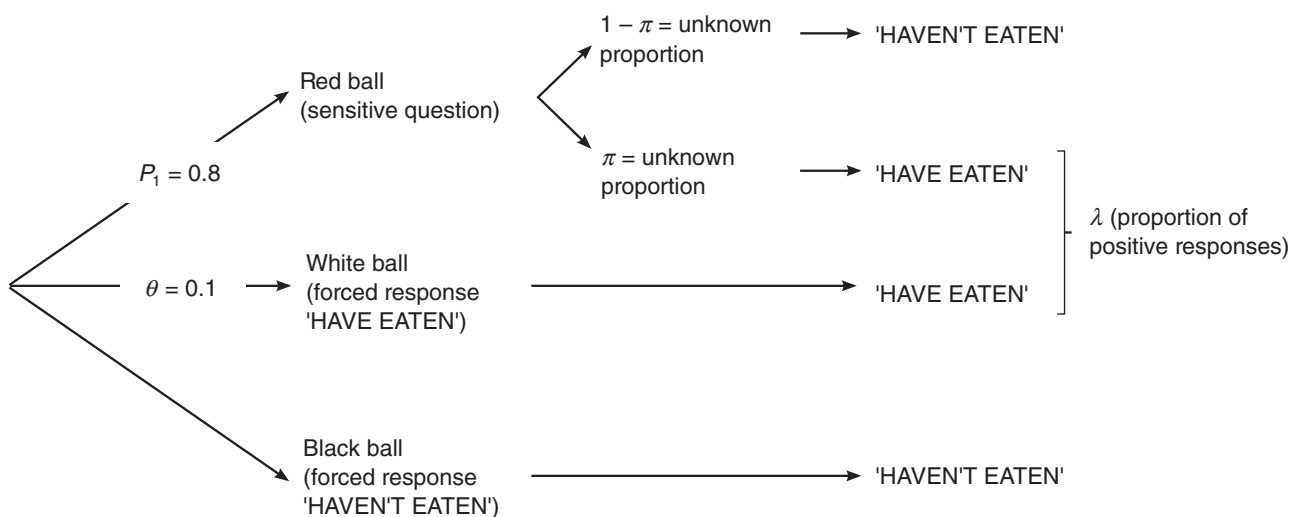 1 – π = unknown
proportion
'HAVEN'T EATEN'
Red ball
(sensitive question)
π = unknown
proportion
'HAVE EATEN'
P₁ = 0.8
λ (proportion of
positive responses)
White ball
(forced response
'HAVE EATEN')
θ = 0.1
'HAVE EATEN'
Black ball
(forced response
'HAVEN'T EATEN')
'HAVEN'T EATEN'